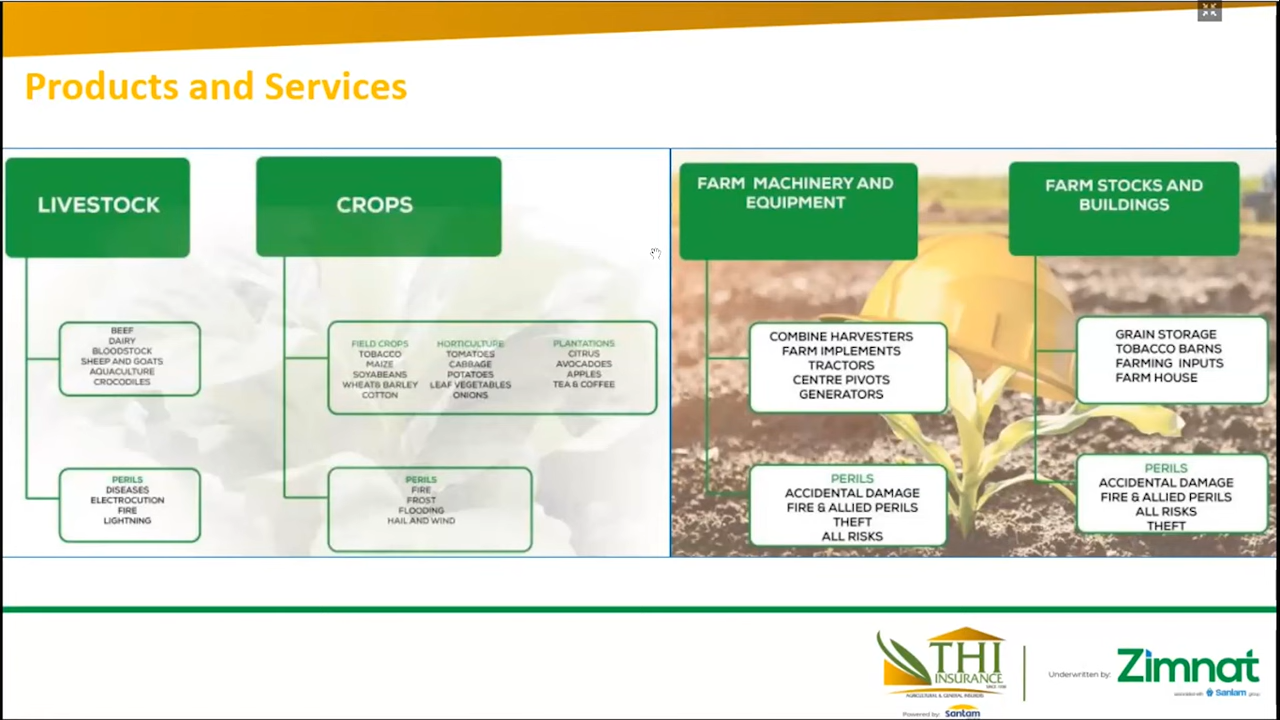 Products and Services
LIVESTOCK
BEEF
DAIRY
BLOODSTOCK
SHEEP AND GOATS
AQUACULTURE
CROCODILES
PERILS
DISEASES
ELECTROCUTION
FIRE
LIGHTNING
CROPS
FIELD CROPS
TOBACCO
MAIZE
SOYABEANS
WHEAT& BARLEY
COTTON
HORTICULTURE
TOMATOES
CABBAGE
POTATOES
LEAF VEGETABLES
ONIONS
PLANTATIONS
CITRUS
AVOCADOES
APPLES
TEA & COFFEE
PERILS
FIRE
FROST
FLOODING
HAIL AND WIND
FARM MACHINERY AND
EQUIPMENT
COMBINE HARVESTERS
FARM IMPLEMENTS
TRACTORS
CENTRE PIVOTS
GENERATORS
PERILS
ACCIDENTAL DAMAGE
FIRE & ALLIED PERILS
THEFT
ALL RISKS
FARM STOCKS AND
BUILDINGS
GRAIN STORAGE
TOBACCO BARNS
FARMING INPUTS
FARM HOUSE
PERILS
ACCIDENTAL DAMAGE
FIRE & ALLIED PERILS
ALL RISKS
THEFT
THI
INSURANCE
AGRICULTURAL & GENERAL INSURERS
Powered by: Santam
Underwritten by: Zimnat
association with Sanlam group